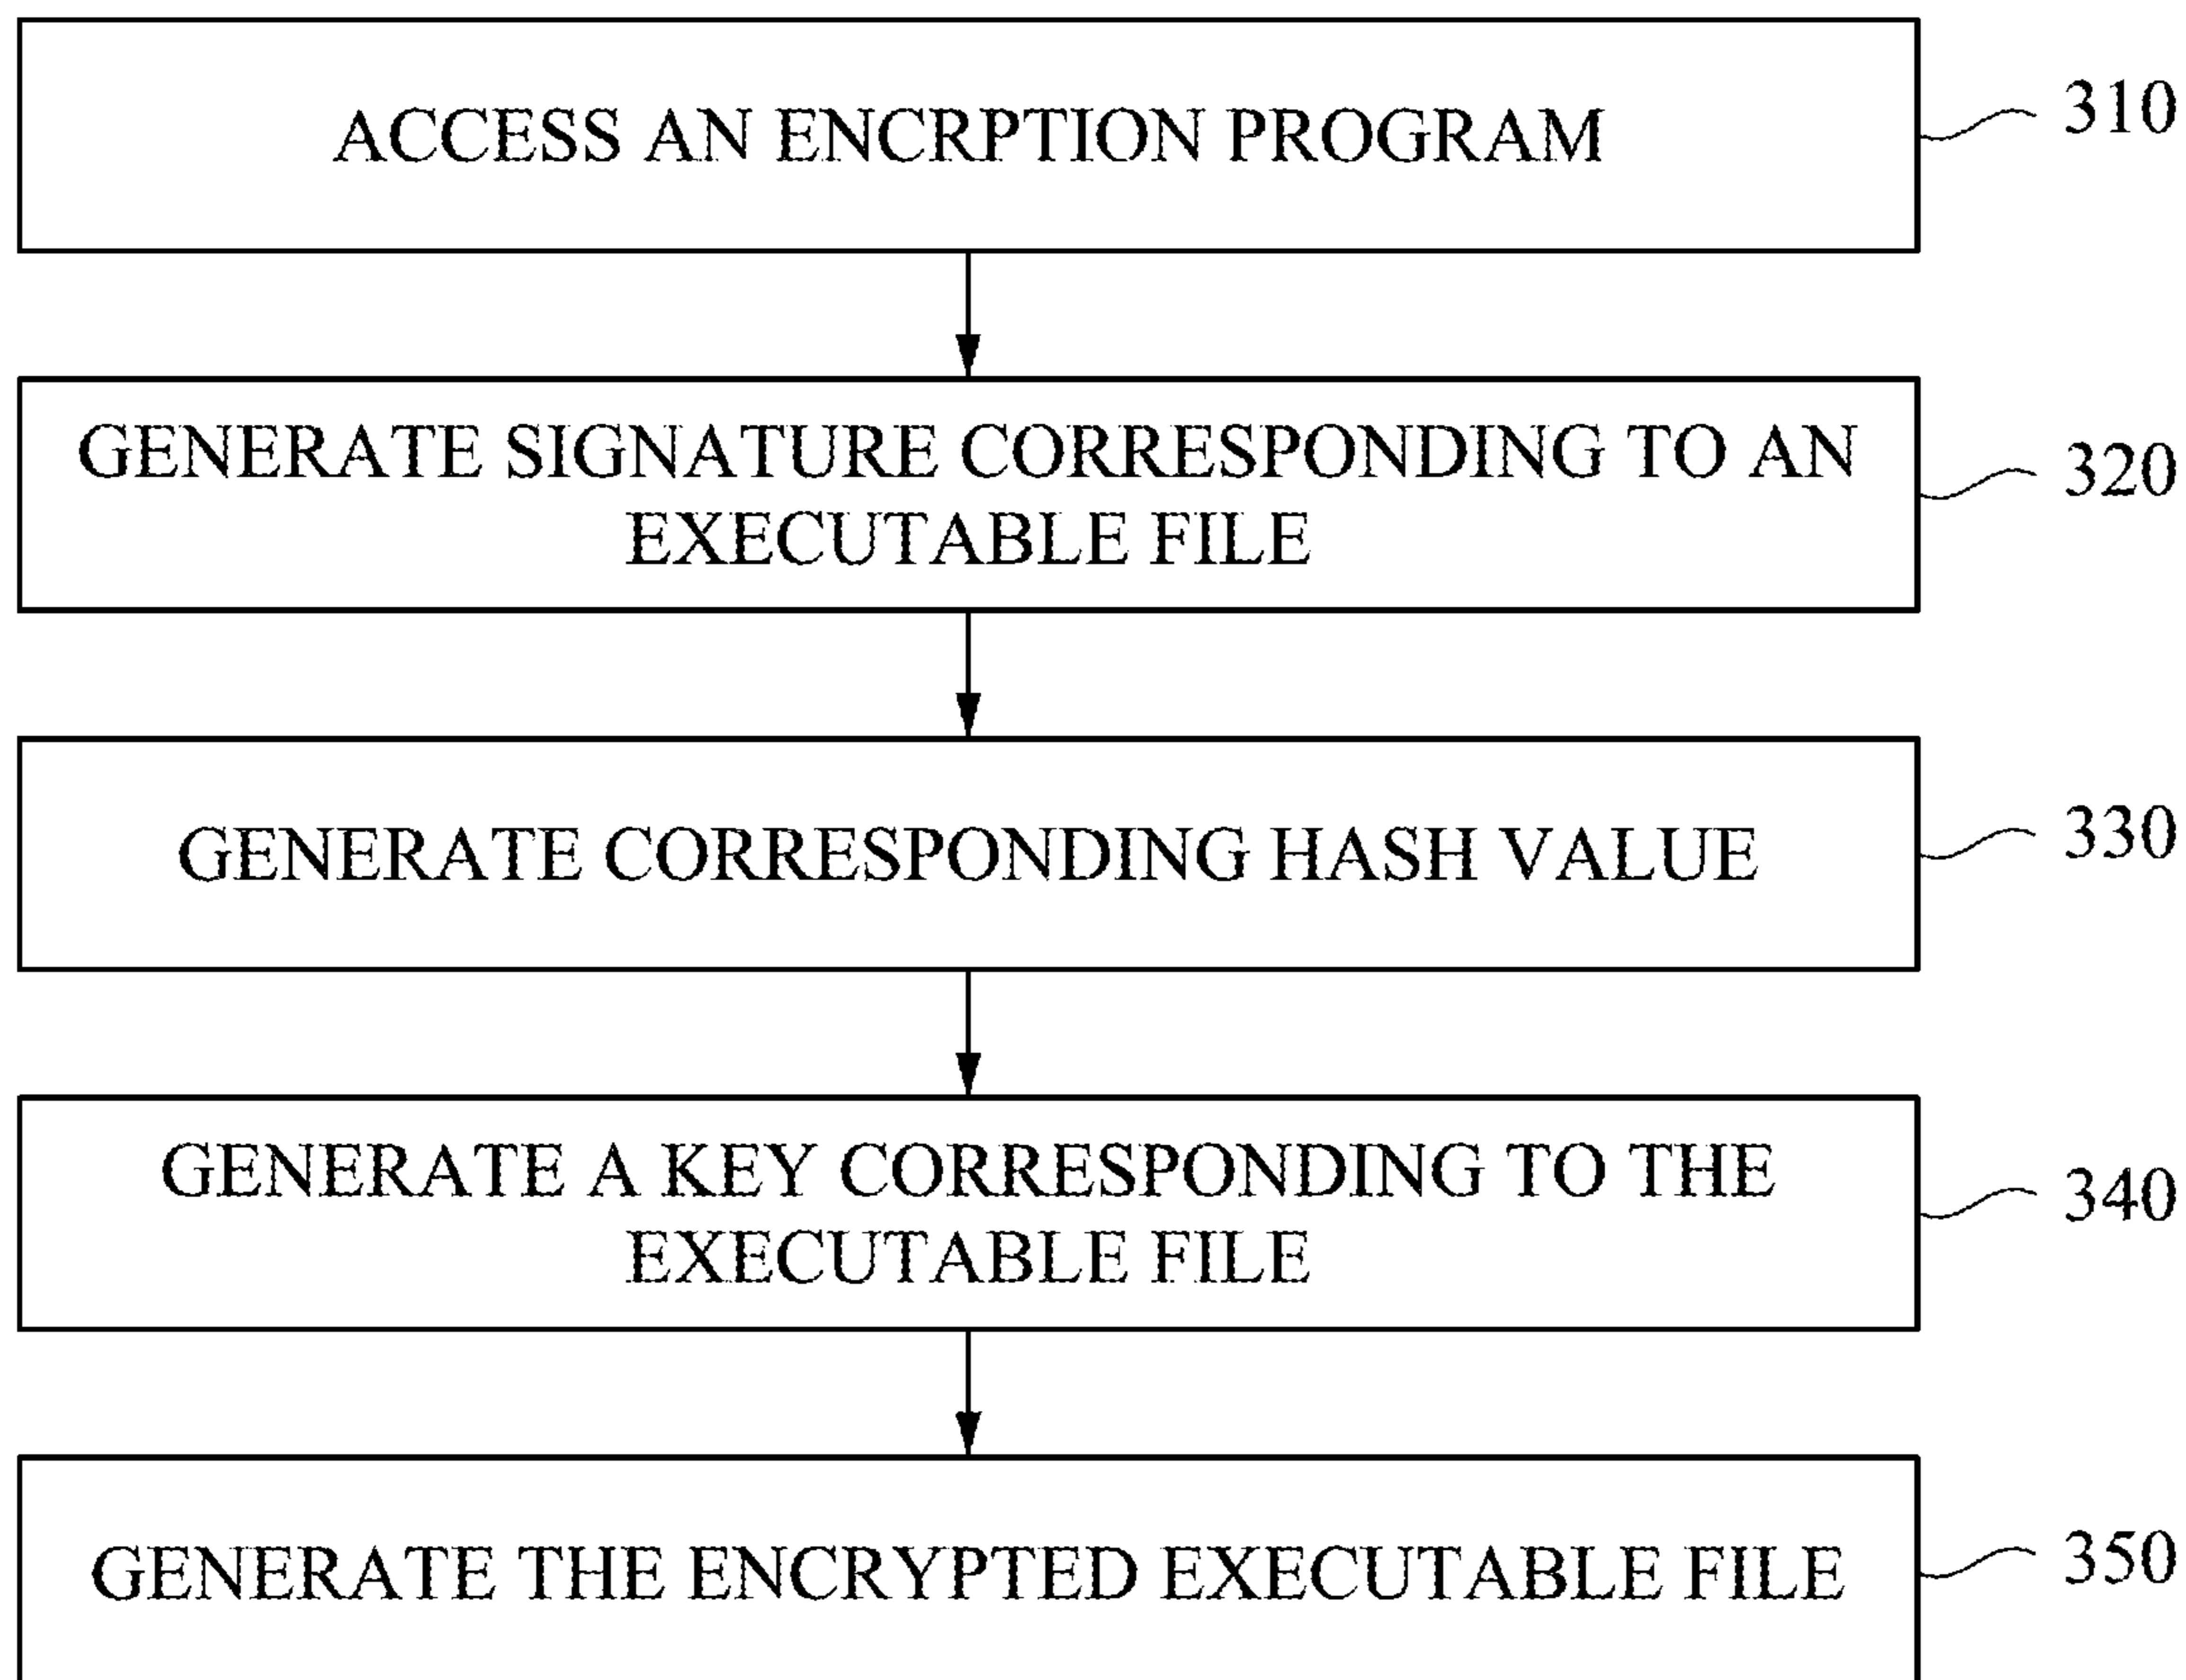 ACCESS AN ENCRPTION PROGRAM
310
GENERATE SIGNATURE CORRESPONDING TO AN
EXECUTABLE FILE
320
GENERATE CORRESPONDING HASH VALUE
330
GENERATE A KEY CORRESPONDING TO THE
EXECUTABLE FILE
340
GENERATE THE ENCRYPTED EXECUTABLE FILE
350